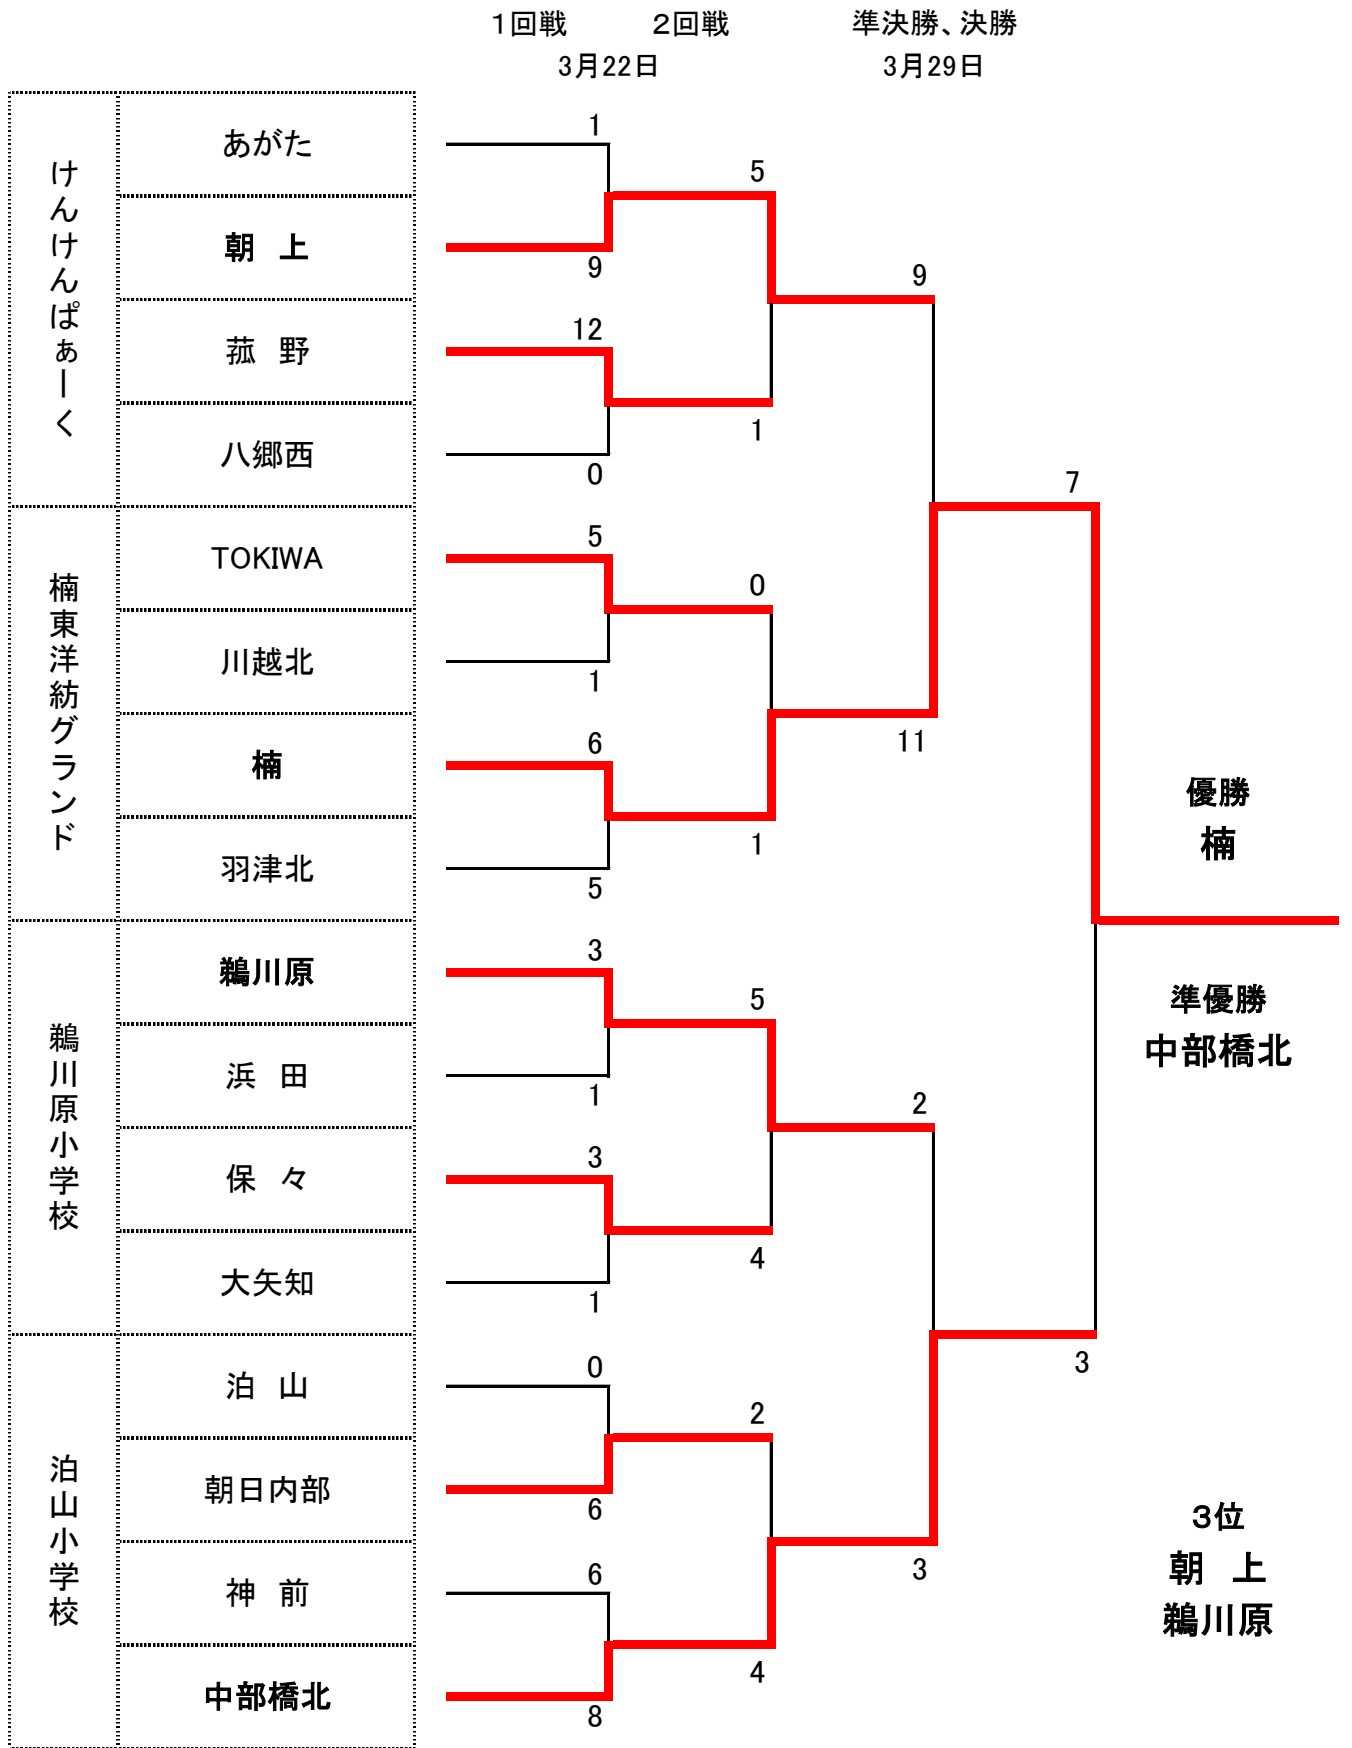 １回戦　２回戦　準決勝、決勝
3月22日　3月29日
けんけんぱぁーく
あがた
朝　上
菰　野
八郷西
1
9
12
0
5
1
9
楠東洋紡グランド
TOKIWA
川越北
楠
羽津北
5
1
6
5
0
1
11
7
鵜川原小学校
鵜川原
浜　田
保　々
大矢知
3
1
3
1
5
4
2
泊山小学校
泊　山
朝日内部
神　前
中部橋北
0
6
6
8
2
4
3
3
優勝
楠
準優勝
中部橋北
３位
朝　上
鵜川原